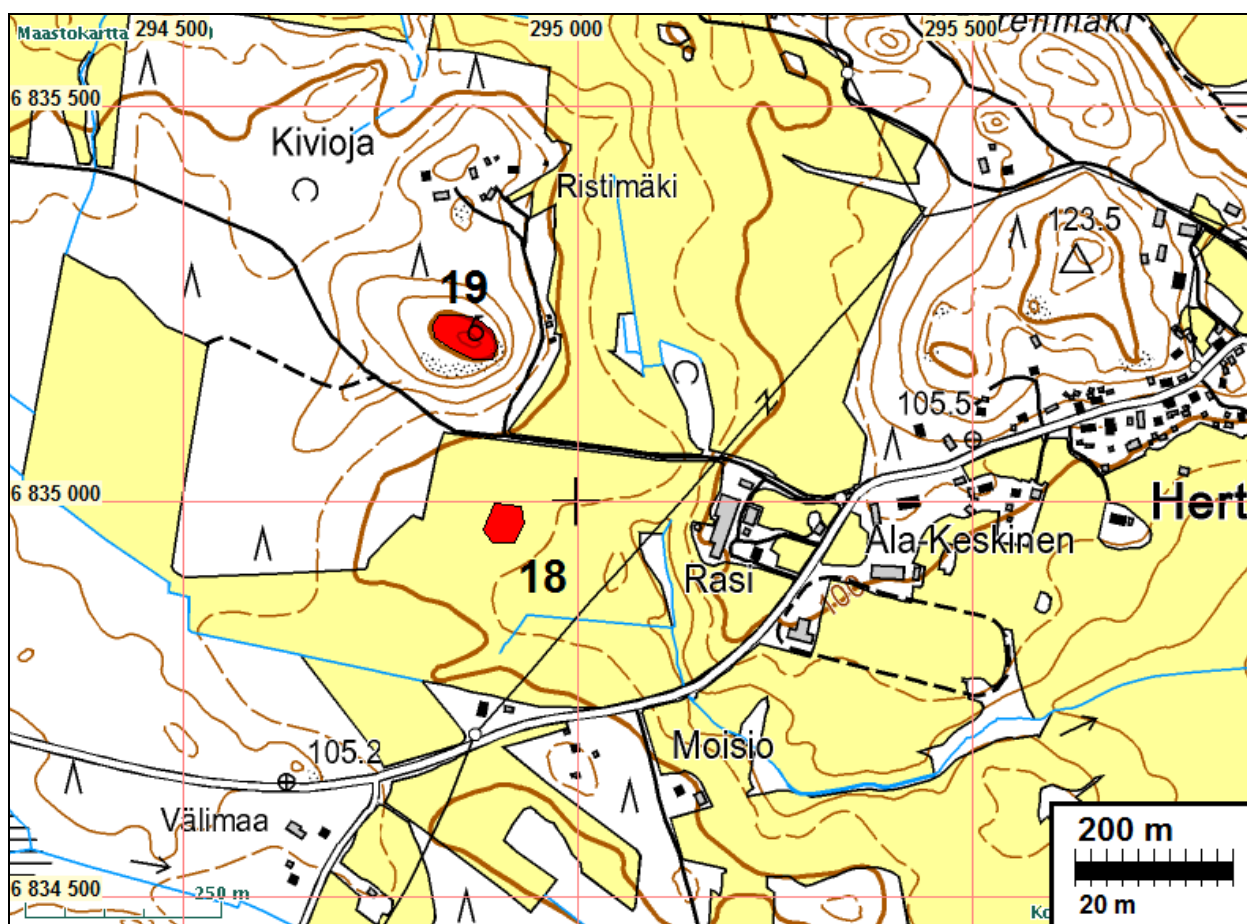 Maastokartta
294 500
295 000
295 500
6 835 500
Kivioja
Ristimäki
123.5
19
105.5
6 835 000
Hert
Ala-Keskinen
18
Rasi
100
Moisio
105.2
Välimaa
200 m
20 m
6 834 500
250 m